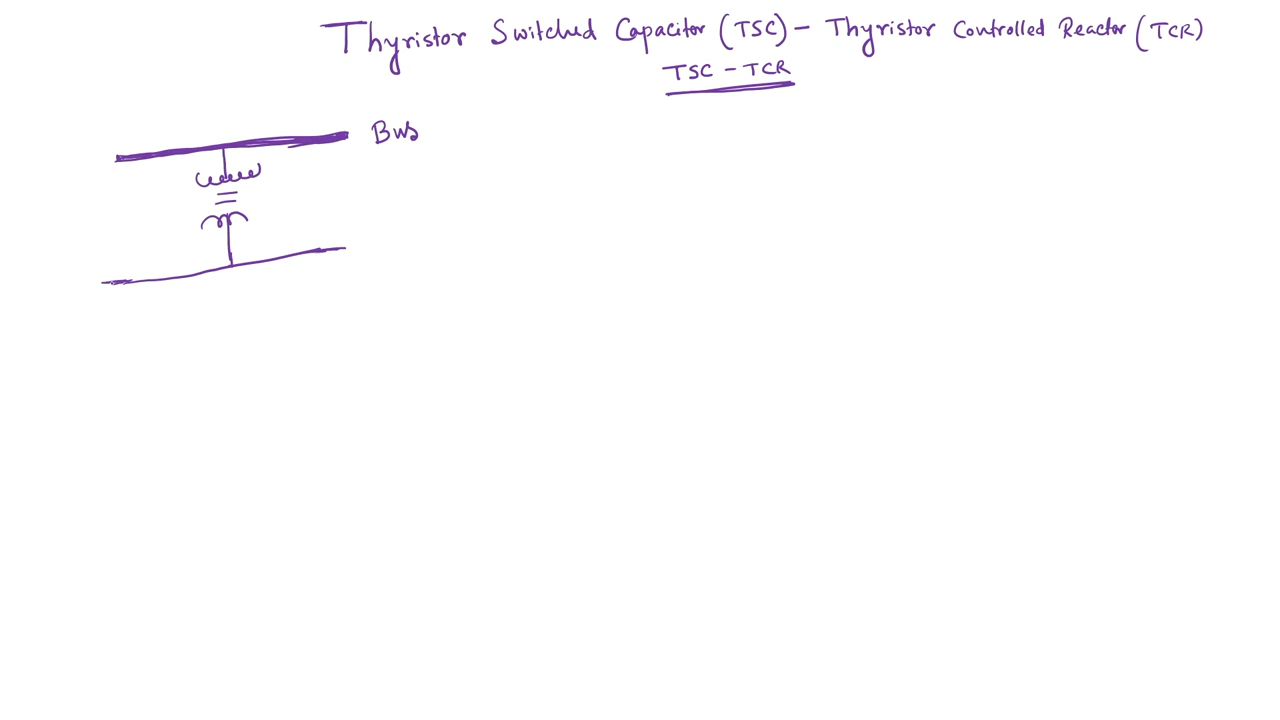 Thyristor Switched Capacitor (TSC) - Thyristor Controlled Reactor (TCR)
TSC - TCR
Bus